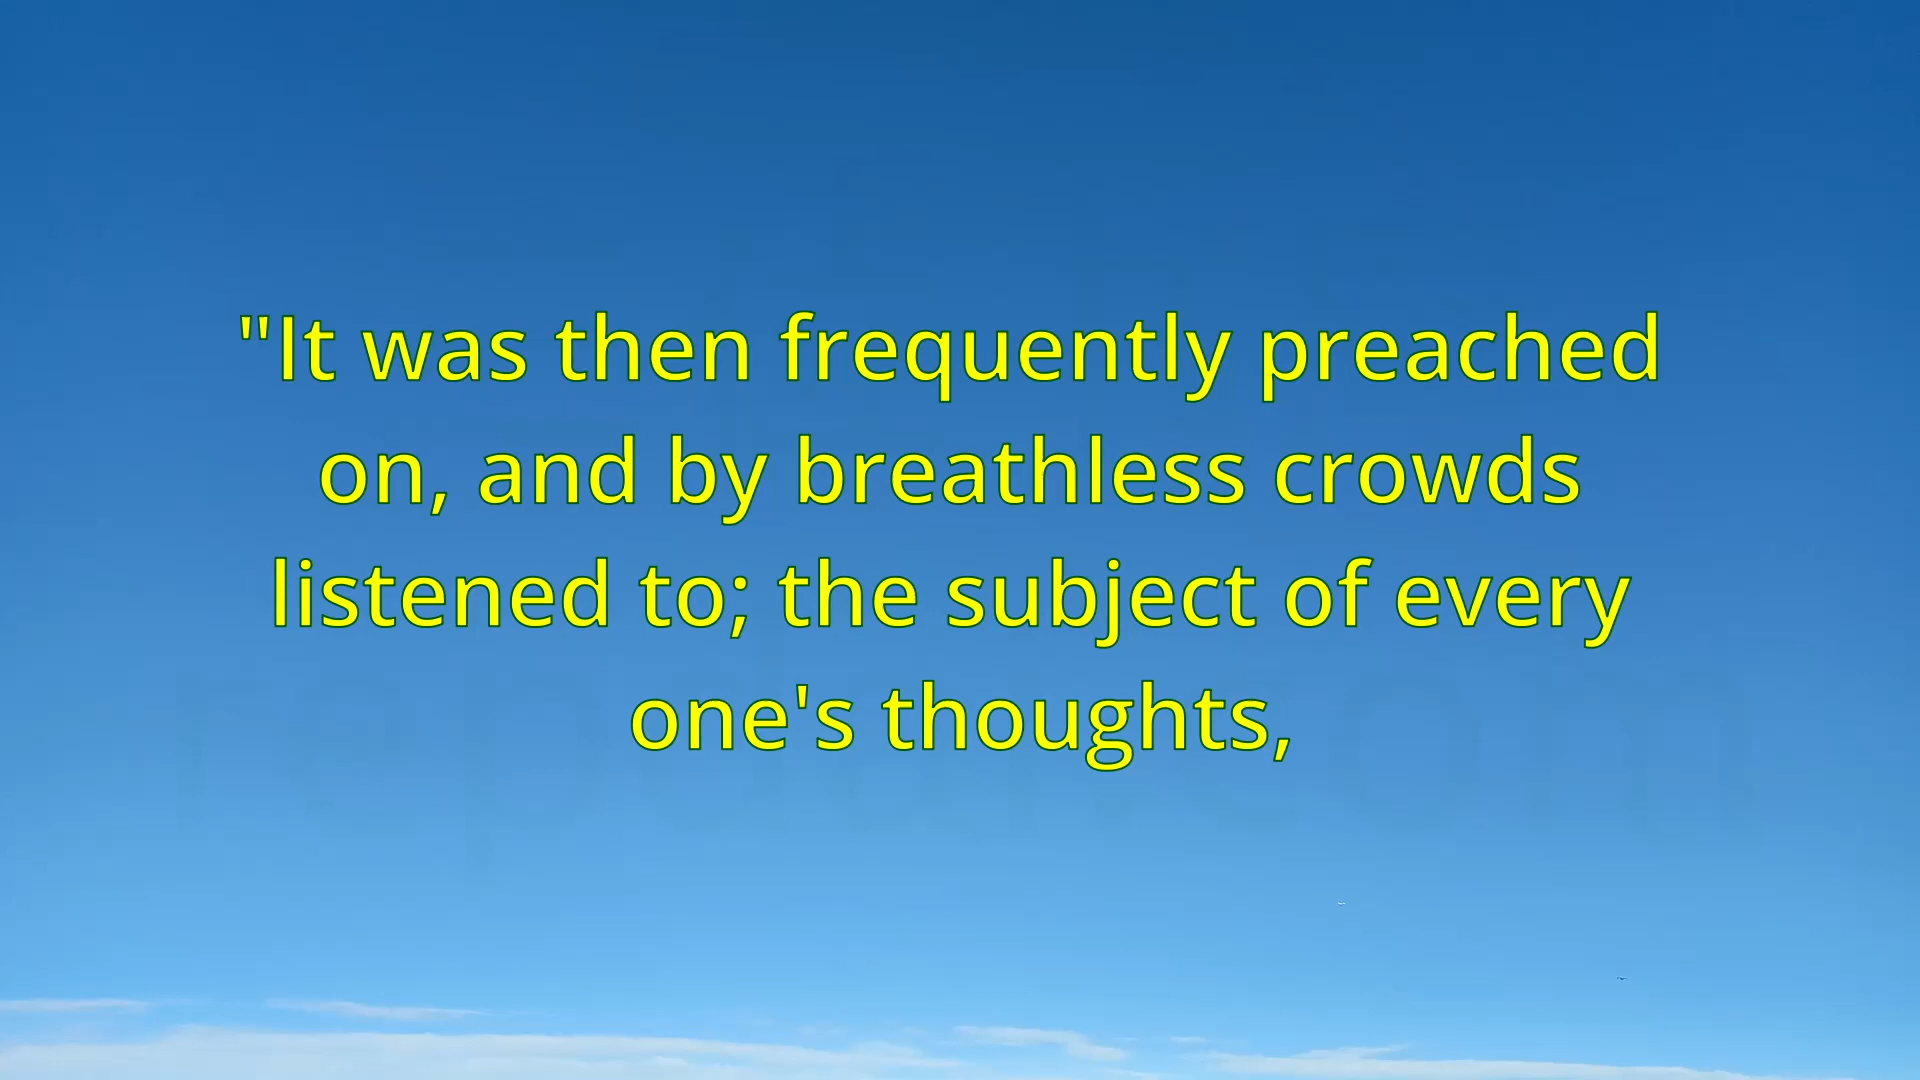 "It was then frequently preached
on, and by breathless crowds
listened to; the subject of every
one's thoughts,